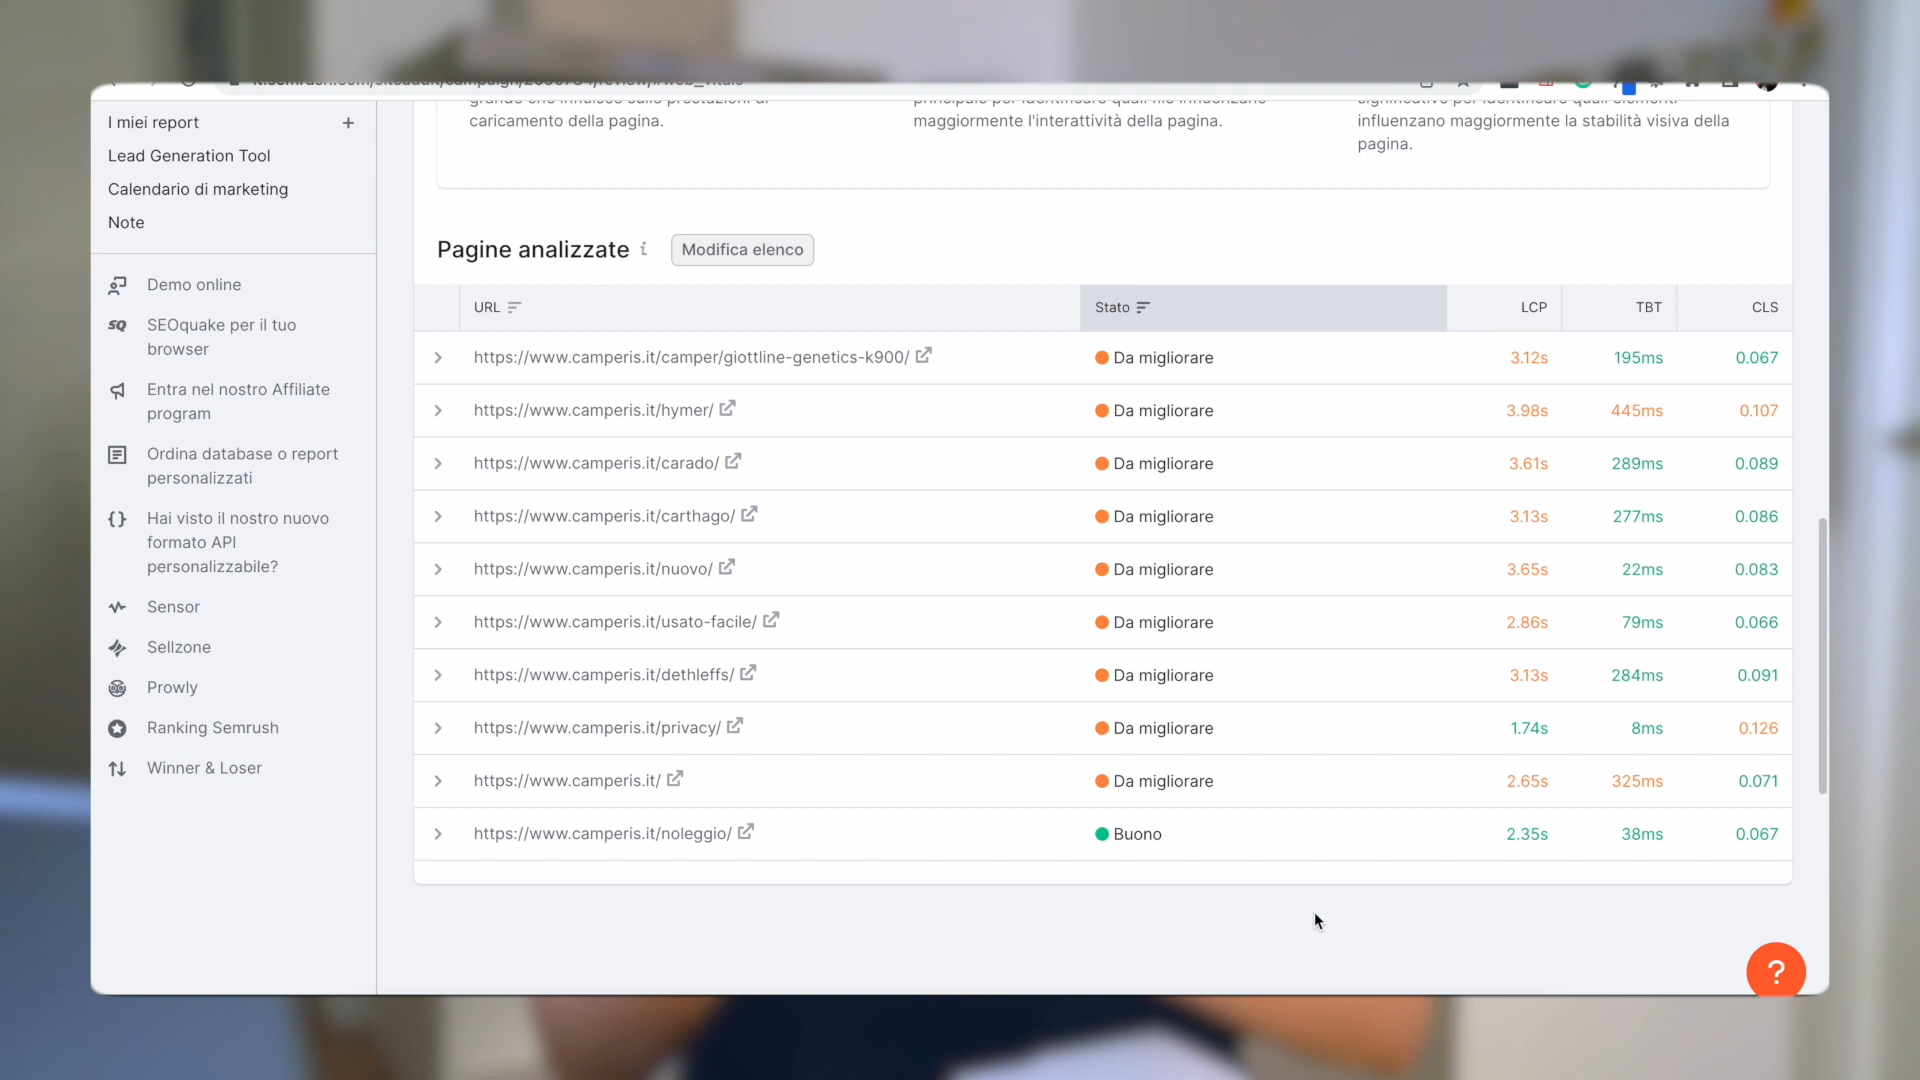 I miei report
Lead Generation Tool
Calendario di marketing
Note
Demo online
SEOquake per il tuo
browser
Entra nel nostro Affiliate
program
Ordina database o report
personalizzati
Hai visto il nostro nuovo
formato API
personalizzabile?
Sensor
Sellzone
Prowly
Ranking Semrush
Winner & Loser
caricamento della pagina.
maggiormente l'interattività della pagina.
influenzano maggiormente la stabilità visiva della
pagina.
Pagine analizzate i Modifica elenco
URL Stato LCP TBT CLS
https://www.camperis.it/camper/giottline-genetics-k900/ Da migliorare 3.12s 195ms 0.067
https://www.camperis.it/hymer/ Da migliorare 3.98s 445ms 0.107
https://www.camperis.it/carado/ Da migliorare 3.61s 289ms 0.089
https://www.camperis.it/carthago/ Da migliorare 3.13s 277ms 0.086
https://www.camperis.it/nuovo/ Da migliorare 3.65s 22ms 0.083
https://www.camperis.it/usato-facile/ Da migliorare 2.86s 79ms 0.066
https://www.camperis.it/dethleffs/ Da migliorare 3.13s 284ms 0.091
https://www.camperis.it/privacy/ Da migliorare 1.74s 8ms 0.126
https://www.camperis.it/ Da migliorare 2.65s 325ms 0.071
https://www.camperis.it/noleggio/ Buono 2.35s 38ms 0.067
?